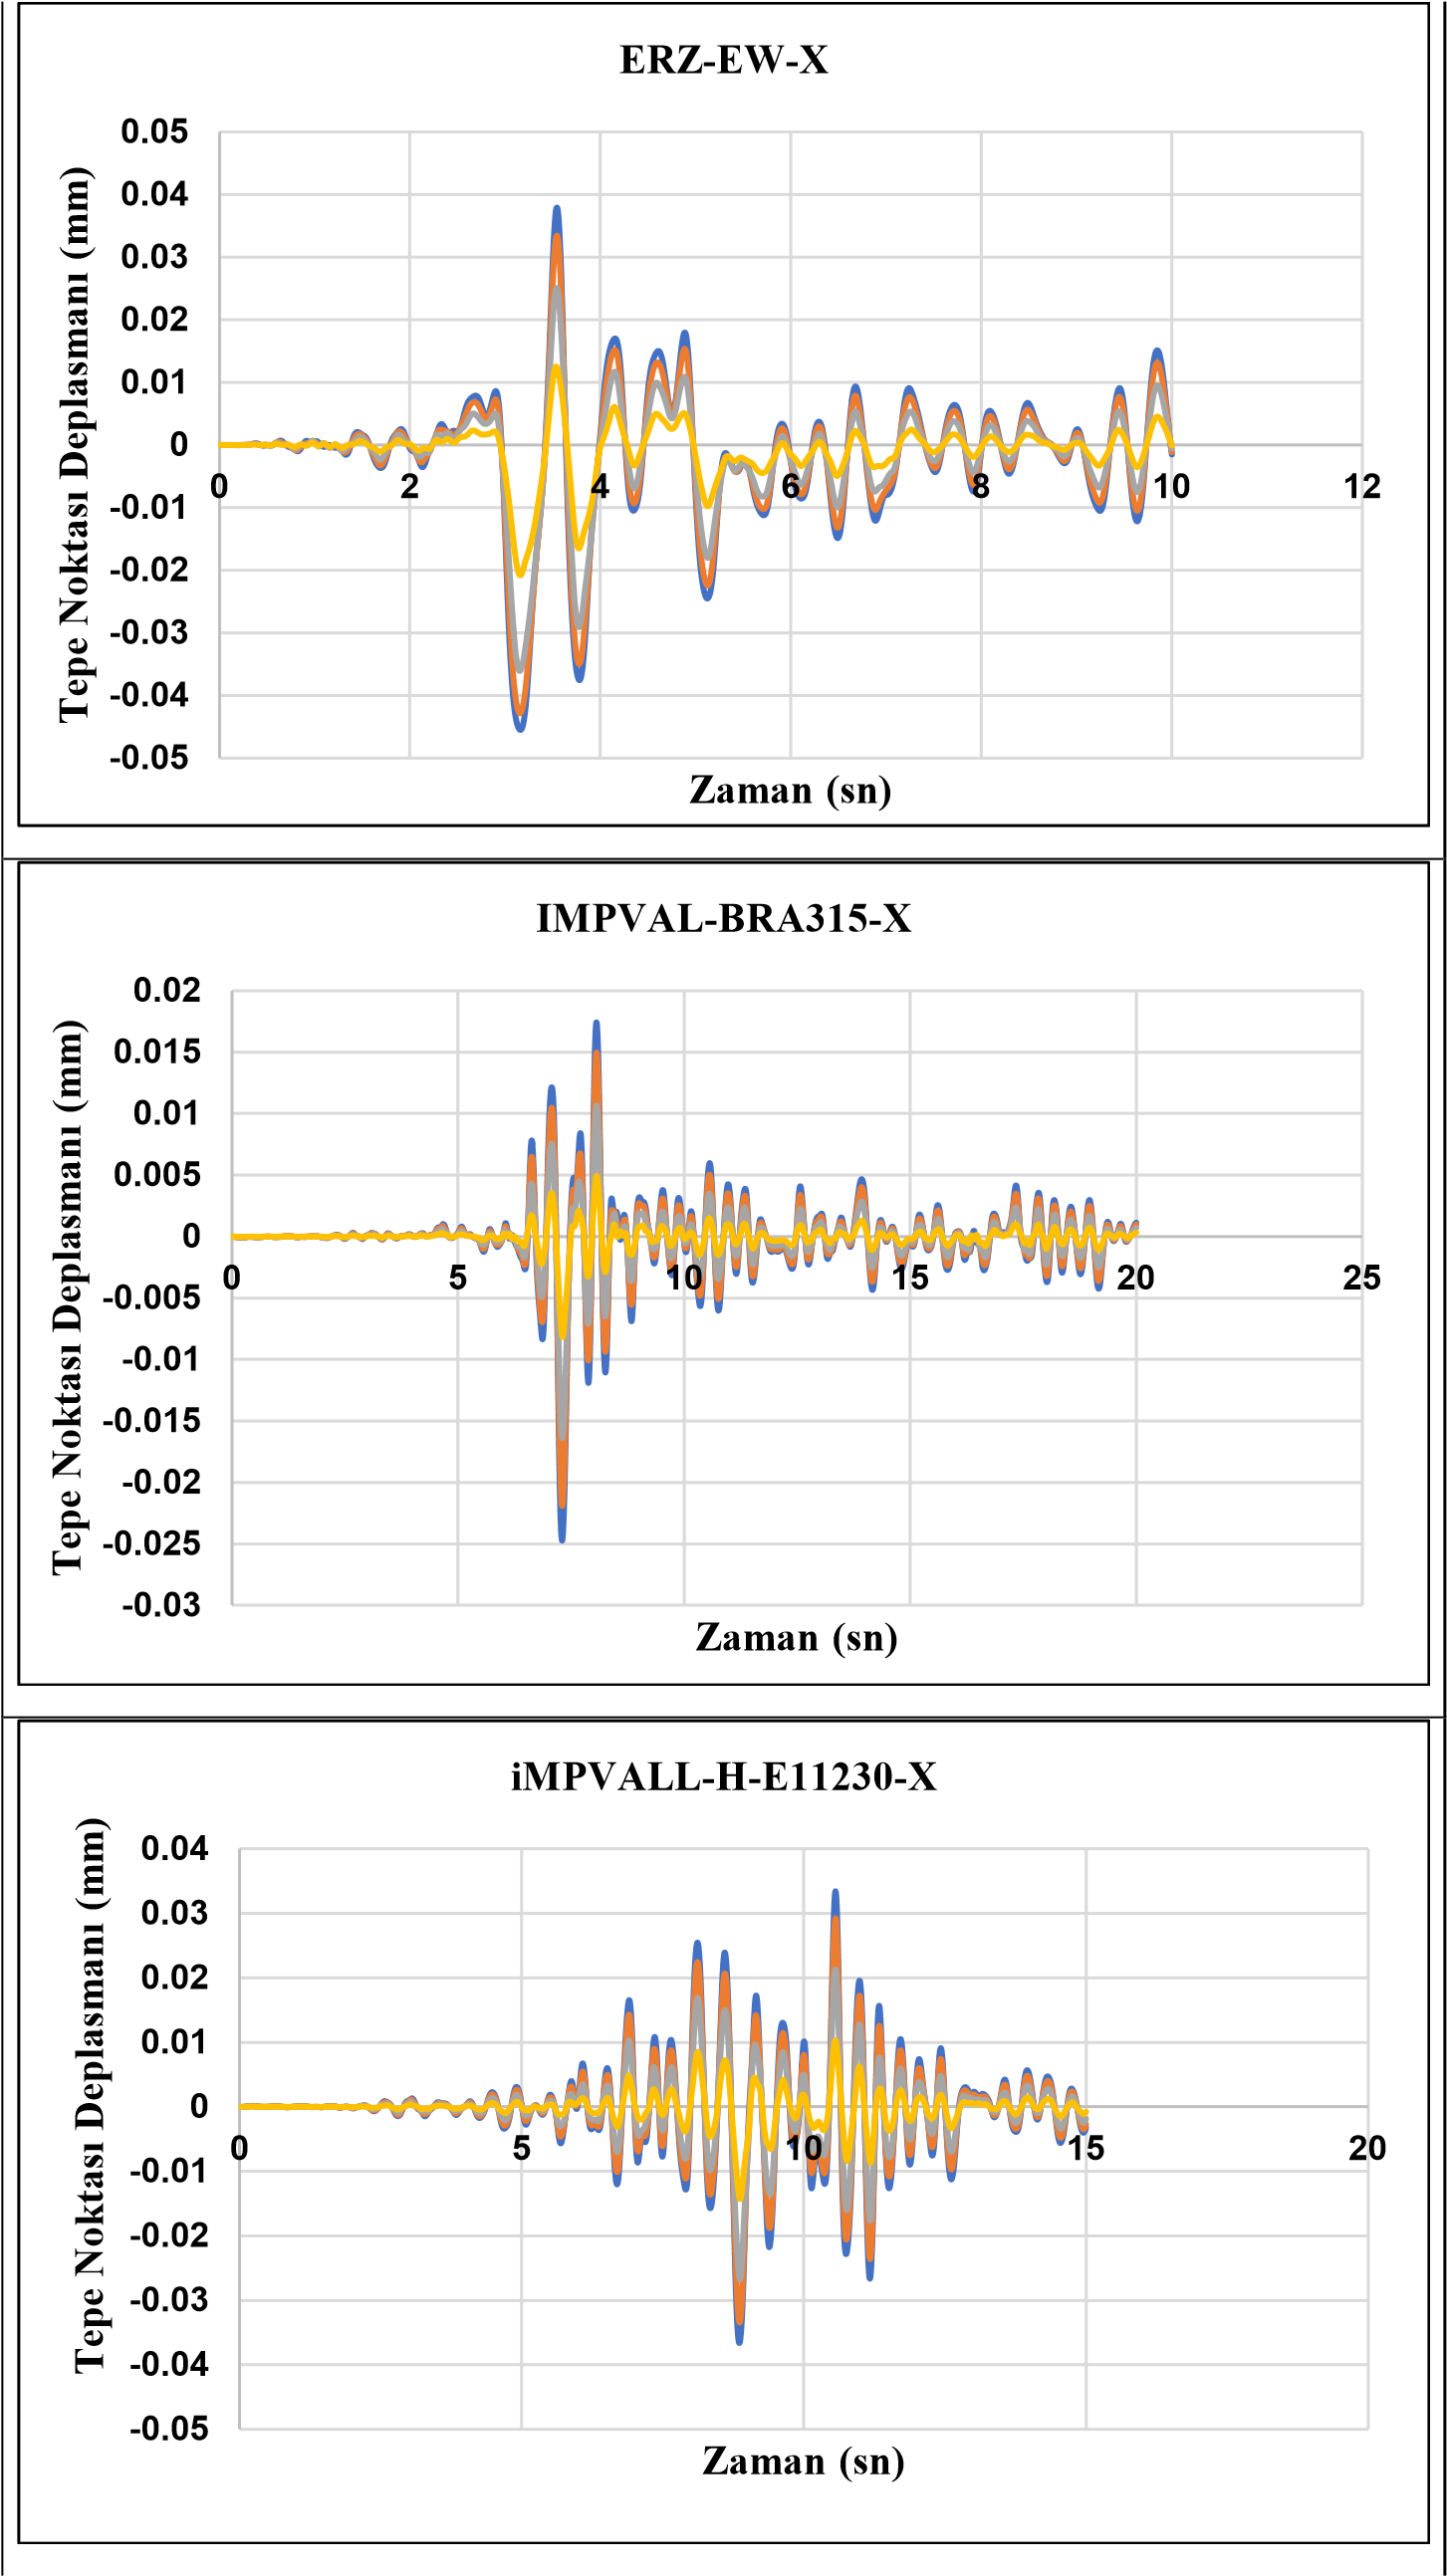 ERZ-EW-X
0.05
0.04
0.03
0.02
0.01
0
-0.01
-0.02
-0.03
-0.04
-0.05
0 2 4 6 8 10 12
Tepe Noktası Deplasmanı (mm)
Zaman (sn)
IMPVAL-BRA315-X
0.02
0.015
0.01
0.005
0
-0.005
-0.01
-0.015
-0.02
-0.025
-0.03
0 5 10 15 20 25
Tepe Noktası Deplasmanı (mm)
Zaman (sn)
iMPVALL-H-E11230-X
0.04
0.03
0.02
0.01
0
-0.01
-0.02
-0.03
-0.04
-0.05
0 5 10 15 20
Tepe Noktası Deplasmanı (mm)
Zaman (sn)